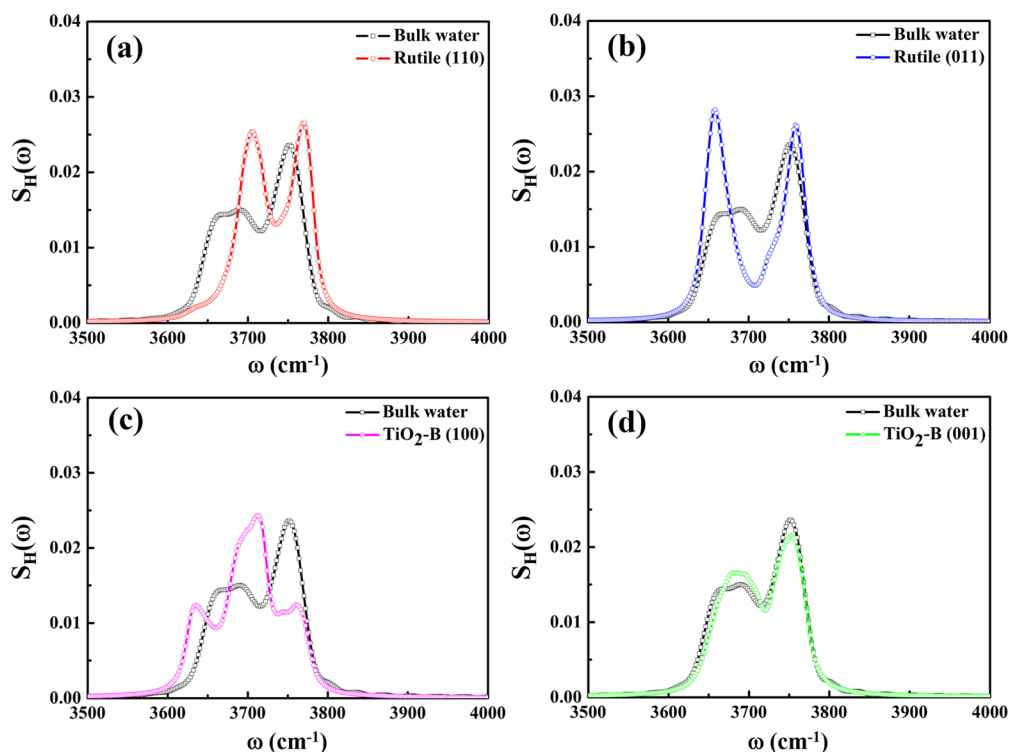 (a)
Bulk water
Rutile (110)
S_H(ω)
0.04
0.03
0.02
0.01
0.00
3500 3600 3700 3800 3900 4000
ω (cm⁻¹)
(b)
Bulk water
Rutile (011)
S_H(ω)
0.04
0.03
0.02
0.01
0.00
3500 3600 3700 3800 3900 4000
ω (cm⁻¹)
(c)
Bulk water
TiO₂-B (100)
S_H(ω)
0.04
0.03
0.02
0.01
0.00
3500 3600 3700 3800 3900 4000
ω (cm⁻¹)
(d)
Bulk water
TiO₂-B (001)
S_H(ω)
0.04
0.03
0.02
0.01
0.00
3500 3600 3700 3800 3900 4000
ω (cm⁻¹)